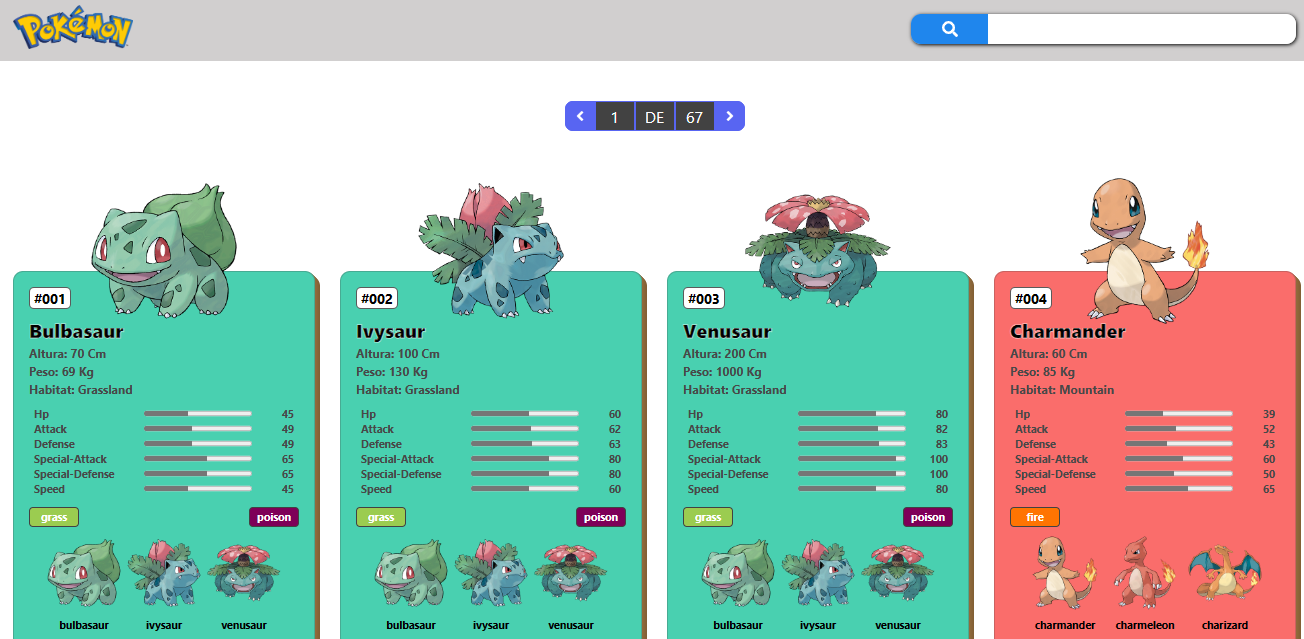 POKéMON
1 DE 67
#001
Bulbasaur
Altura: 70 Cm
Peso: 69 Kg
Habitat: Grassland
Hp 45
Attack 49
Defense 49
Special-Attack 65
Special-Defense 65
Speed 45
grass poison
bulbasaur ivysaur venusaur
#002
Ivysaur
Altura: 100 Cm
Peso: 130 Kg
Habitat: Grassland
Hp 60
Attack 62
Defense 63
Special-Attack 80
Special-Defense 80
Speed 60
grass poison
bulbasaur ivysaur venusaur
#003
Venusaur
Altura: 200 Cm
Peso: 1000 Kg
Habitat: Grassland
Hp 80
Attack 82
Defense 83
Special-Attack 100
Special-Defense 100
Speed 80
grass poison
bulbasaur ivysaur venusaur
#004
Charmander
Altura: 60 Cm
Peso: 85 Kg
Habitat: Mountain
Hp 39
Attack 52
Defense 43
Special-Attack 60
Special-Defense 50
Speed 65
fire
charmander charmeleon charizard